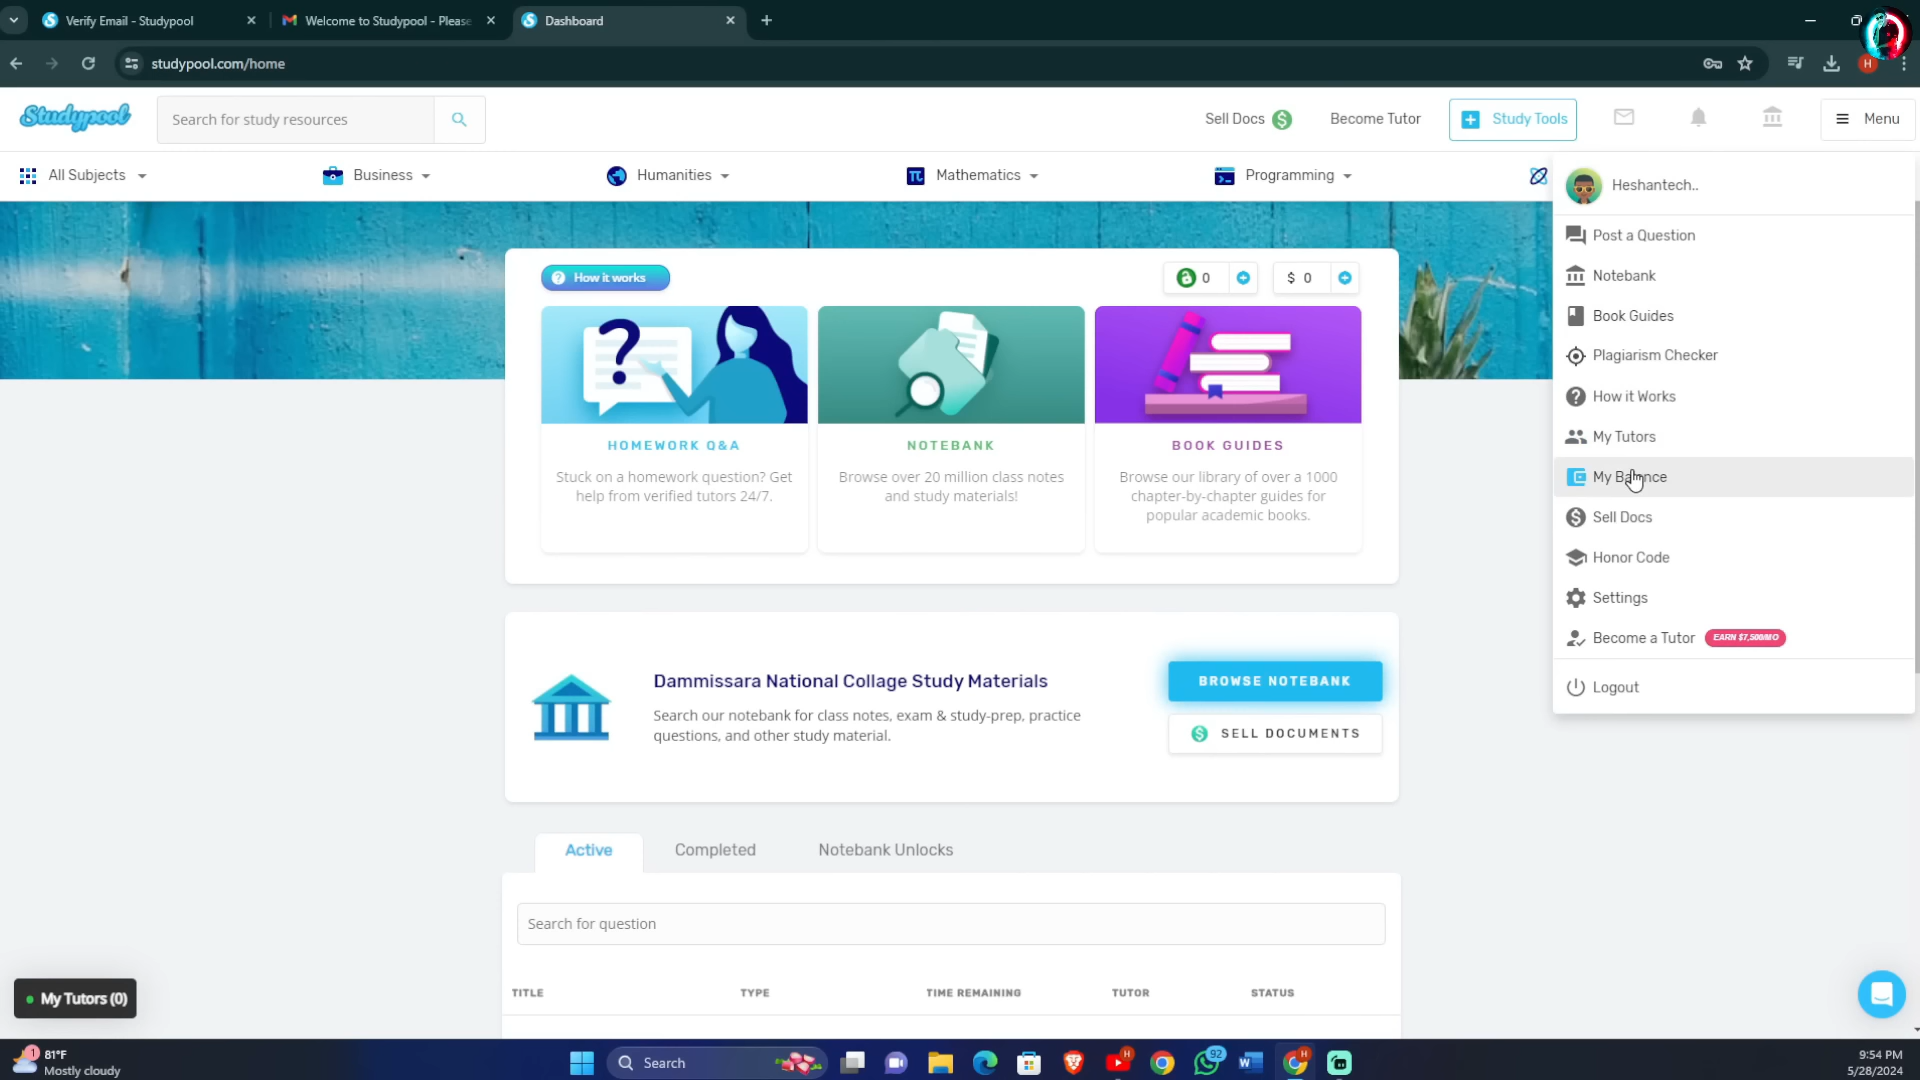 Verify Email - Studypool
Welcome to Studypool - Please
Dashboard
studypool.com/home
H
Studypool
Search for study resources
Sell Docs $
Become Tutor
Study Tools
Menu
All Subjects
Business
Humanities
Mathematics
Programming
Heshantech..
Post a Question
Notebank
Book Guides
Plagiarism Checker
How it Works
My Tutors
My Balance
Sell Docs
Honor Code
Settings
Become a Tutor EARN $7,500/MO
Logout
How it works
0
$ 0
HOMEWORK Q&A
Stuck on a homework question? Get
help from verified tutors 24/7.
NOTEBANK
Browse over 20 million class notes
and study materials!
BOOK GUIDES
Browse our library of over a 1000
chapter-by-chapter guides for
popular academic books.
Dammissara National Collage Study Materials
Search our notebank for class notes, exam & study-prep, practice
questions, and other study material.
BROWSE NOTEBANK
SELL DOCUMENTS
Active
Completed
Notebank Unlocks
Search for question
TITLE
TYPE
TIME REMAINING
TUTOR
STATUS
My Tutors (0)
1
81°F
Mostly cloudy
Search
H
92
H
9:54 PM
5/28/2024